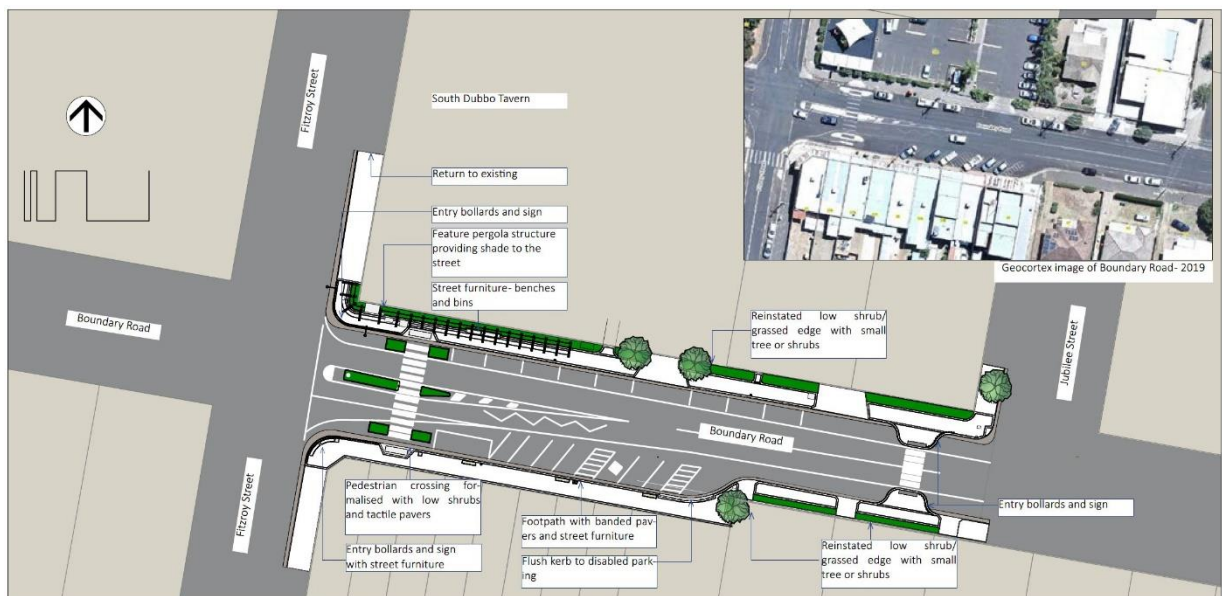 Fitzroy Street
South Dubbo Tavern
Return to existing
Entry bollards and sign
Feature pergola structure
providing shade to the
street
Street furniture- benches
and bins
Boundary Road
Geocortex image of Boundary Road- 2019
Boundary Road
Reinstated low shrub/
grassed edge with small
tree or shrubs
Jubilee Street
Boundary Road
Fitzroy Street
Pedestrian crossing for-
malised with low shrubs
and tactile pavers
Entry bollards and sign
with street furniture
Footpath with banded pav-
ers and street furniture
Flush kerb to disabled park-
ing
Entry bollards and sign
Reinstated low shrub/
grassed edge with small
tree or shrubs